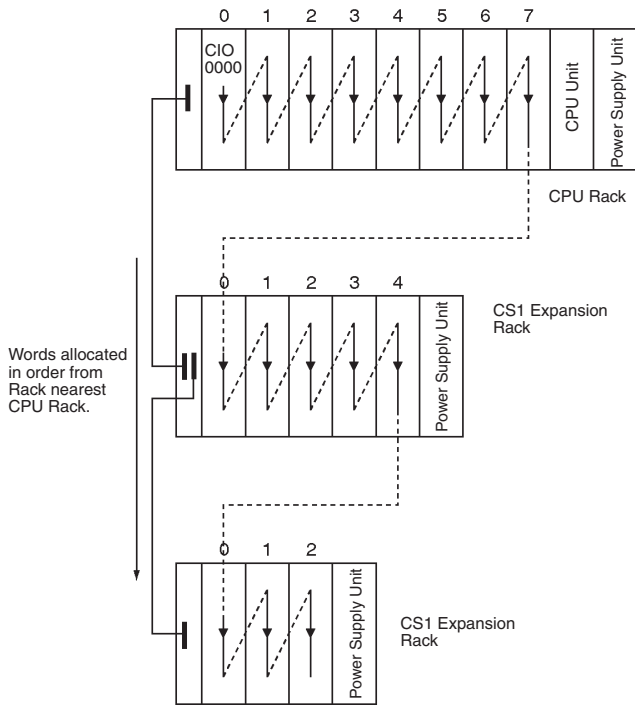 0 1 2 3 4 5 6 7
CIO
0000
CPU Unit
Power Supply Unit
CPU Rack
0 1 2 3 4
Power Supply Unit
CS1 Expansion
Rack
Words allocated
in order from
Rack nearest
CPU Rack.
0 1 2
Power Supply Unit
CS1 Expansion
Rack